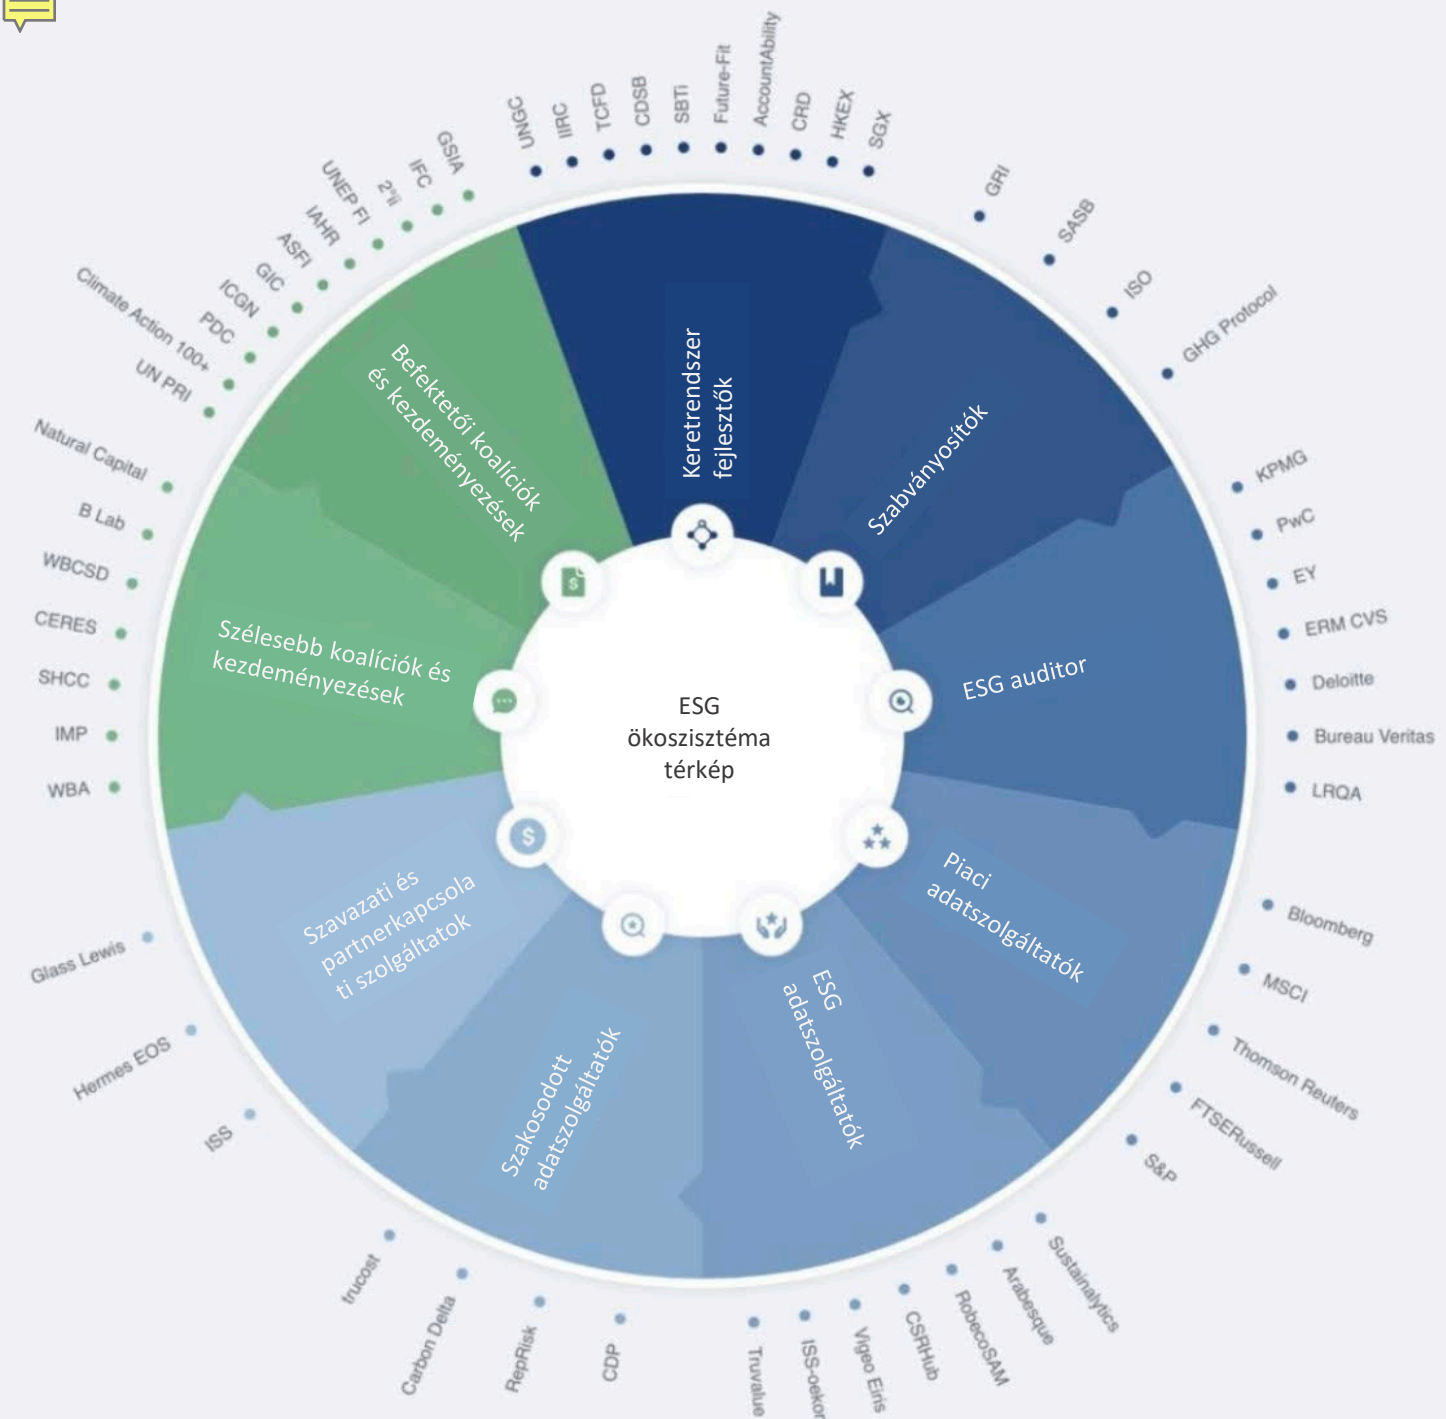 ESG
ökoszisztéma
térkép
Keretrendszer
fejlesztők
UNGC
IIRC
TCFD
CDSB
SBTi
Future-Fit
AccountAbility
CRD
HKEX
SGX
Szabványosítók
GRI
SASB
ISO
GHG Protocol
ESG auditor
KPMG
PwC
EY
ERM CVS
Deloitte
Bureau Veritas
LRQA
Piaci
adatszolgáltatók
Bloomberg
MSCI
Thomson Reuters
FTSERussell
S&P
ESG
adatszolgáltatók
Sustainalytics
Arabesque
RobecoSAM
CSRHub
Vigeo Eiris
ISS-oekom
Truvalue
Szakosodott
adatszolgáltatók
CDP
RepRisk
Carbon Delta
trucost
Szavazati és
partnerkapcsola
ti szolgáltatok
ISS
Hermes EOS
Glass Lewis
Szélesebb koalíciók és
kezdeményezések
WBA
IMP
SHCC
CERES
WBCSD
B Lab
Natural Capital
Befektetői koalíciók
és kezdeményezések
UN PRI
Climate Action 100+
PDC
ICGN
GIC
ASFI
IAHR
UNEP FI
2°ii
IFC
GSIA